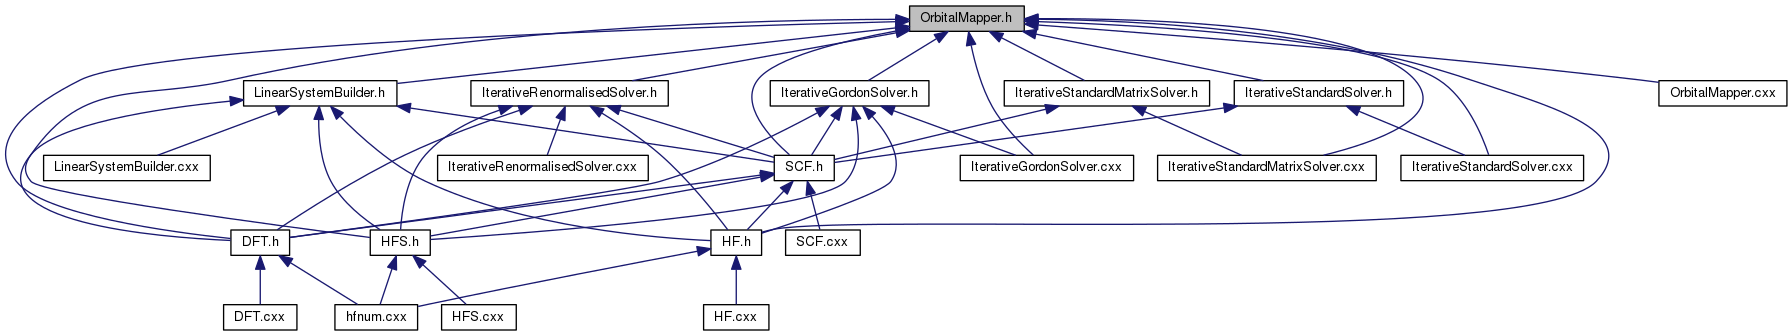 OrbitalMapper.h
LinearSystemBuilder.h
IterativeRenormalisedSolver.h
IterativeGordonSolver.h
IterativeStandardMatrixSolver.h
IterativeStandardSolver.h
OrbitalMapper.cxx
LinearSystemBuilder.cxx
IterativeRenormalisedSolver.cxx
SCF.h
IterativeGordonSolver.cxx
IterativeStandardMatrixSolver.cxx
IterativeStandardSolver.cxx
DFT.h
HFS.h
HF.h
SCF.cxx
DFT.cxx
hfnum.cxx
HFS.cxx
HF.cxx